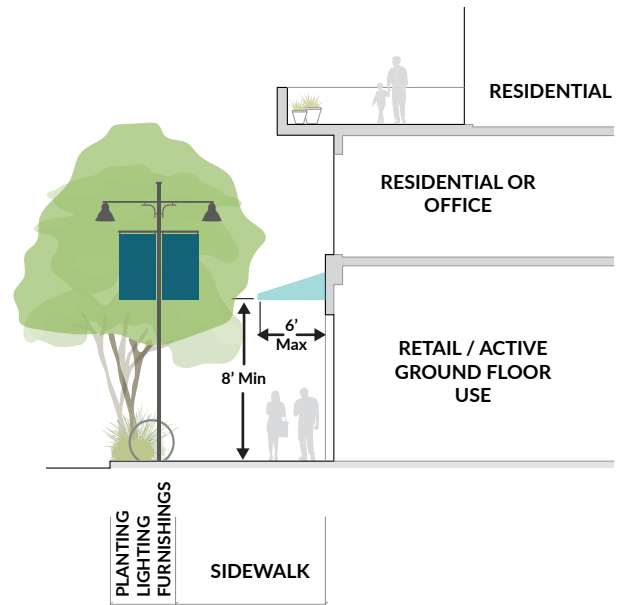 RESIDENTIAL
RESIDENTIAL OR
OFFICE
6'
Max
8' Min
RETAIL / ACTIVE
GROUND FLOOR
USE
PLANTING
LIGHTING
FURNISHINGS
SIDEWALK